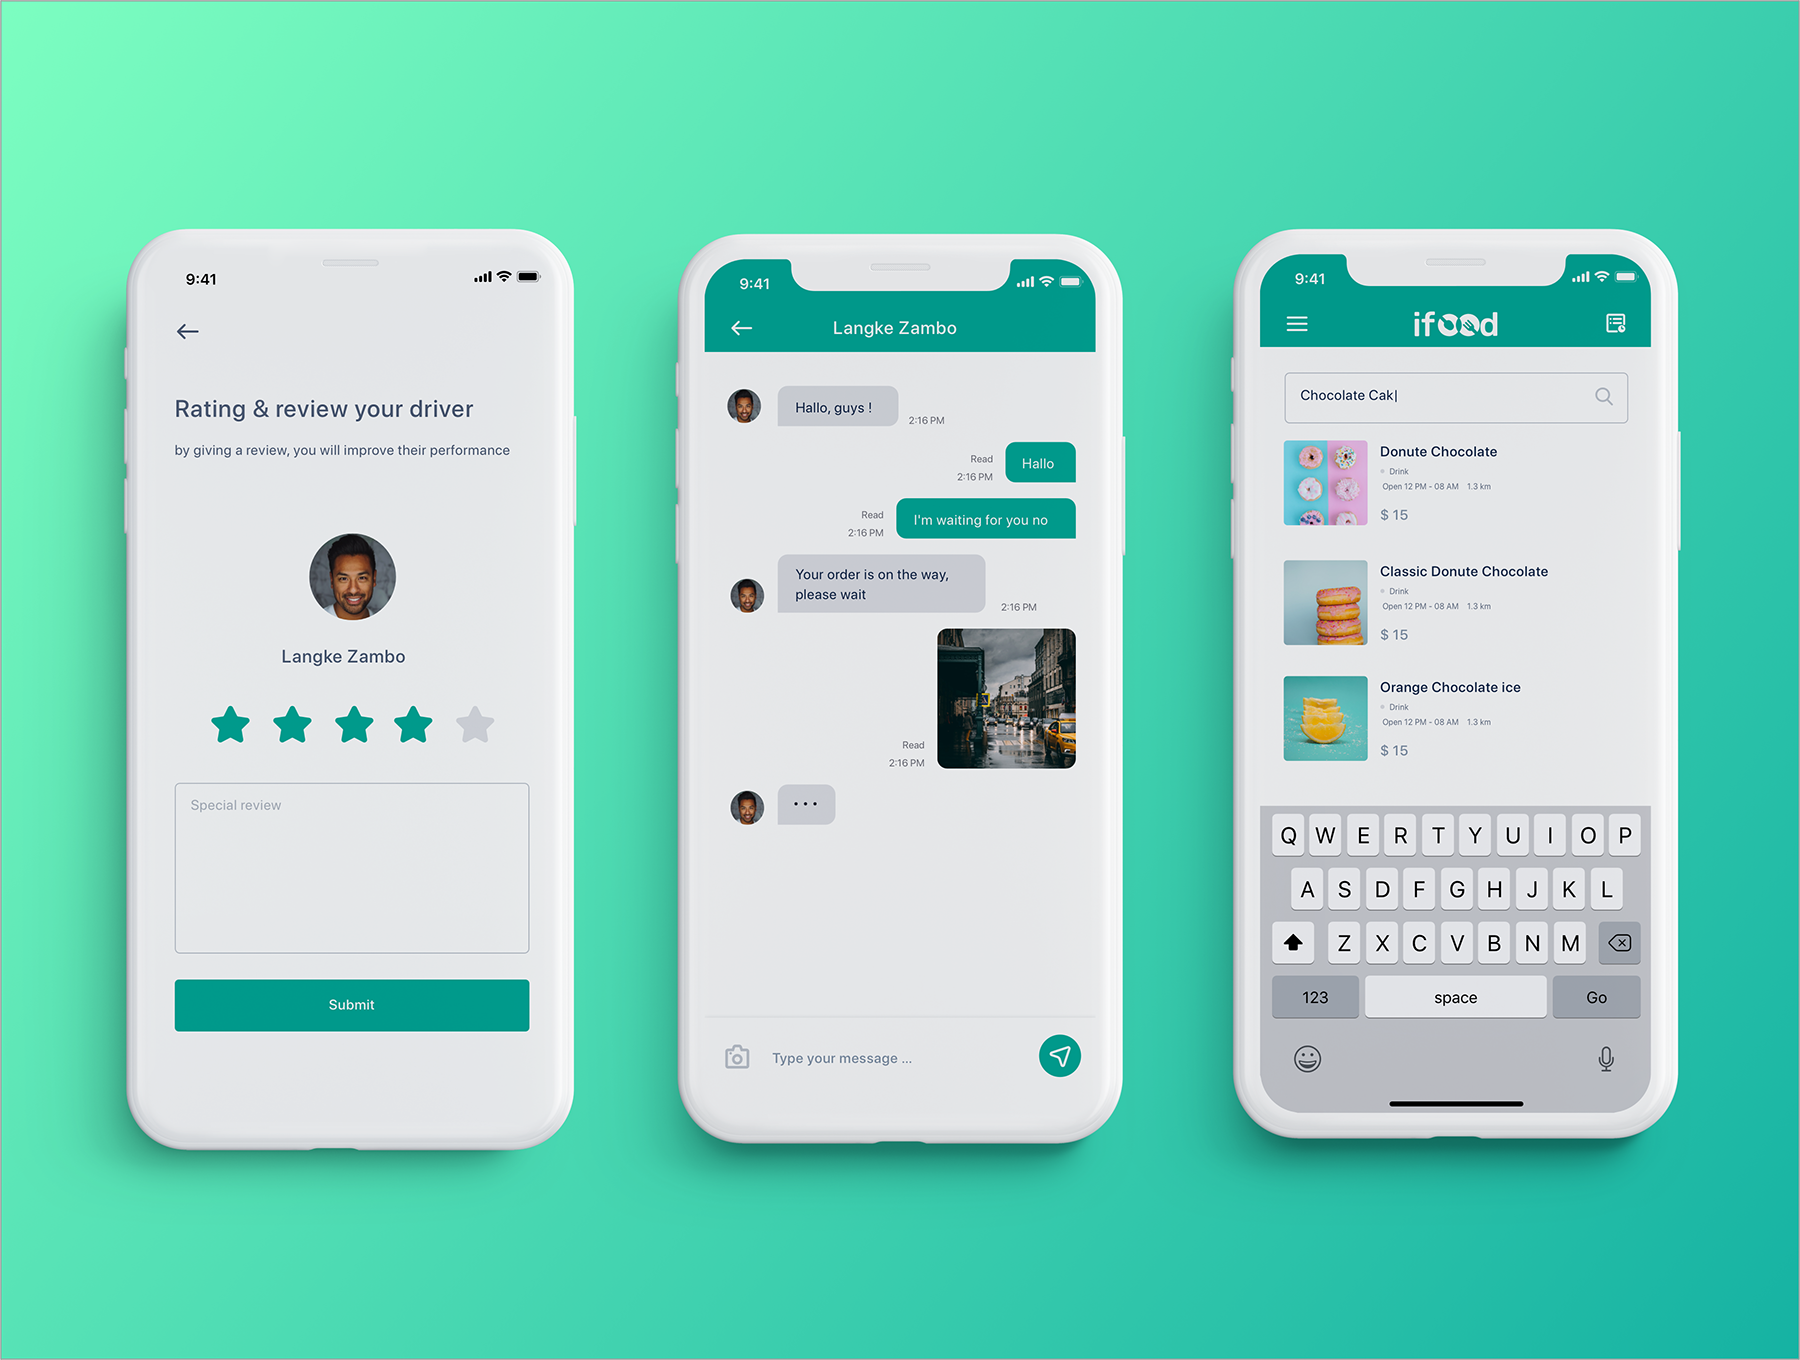 9:41
Rating & review your driver
by giving a review, you will improve their performance
Langke Zambo
Special review
Submit
9:41
Langke Zambo
Hallo, guys !
2:16 PM
Read
2:16 PM
Hallo
Read
2:16 PM
I'm waiting for you no
Your order is on the way,
please wait
2:16 PM
Read
2:16 PM
Type your message ...
9:41
ifood
Chocolate Cak
Donute Chocolate
Drink
Open 12 PM - 08 AM 1.3 km
$ 15
Classic Donute Chocolate
Drink
Open 12 PM - 08 AM 1.3 km
$ 15
Orange Chocolate ice
Drink
Open 12 PM - 08 AM 1.3 km
$ 15
Q W E R T Y U I O P
A S D F G H J K L
Z X C V B N M
123 space Go